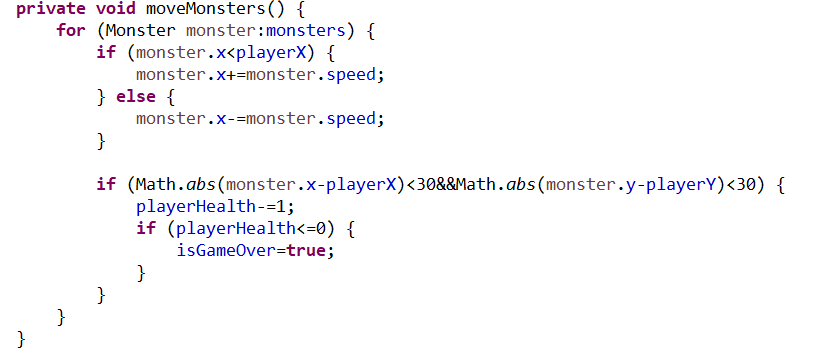 private void moveMonsters() {
    for (Monster monster:monsters) {
        if (monster.x<playerX) {
            monster.x+=monster.speed;
        } else {
            monster.x-=monster.speed;
        }

        if (Math.abs(monster.x-playerX)<30&&Math.abs(monster.y-playerY)<30) {
            playerHealth-=1;
            if (playerHealth<=0) {
                isGameOver=true;
            }
        }
    }
}